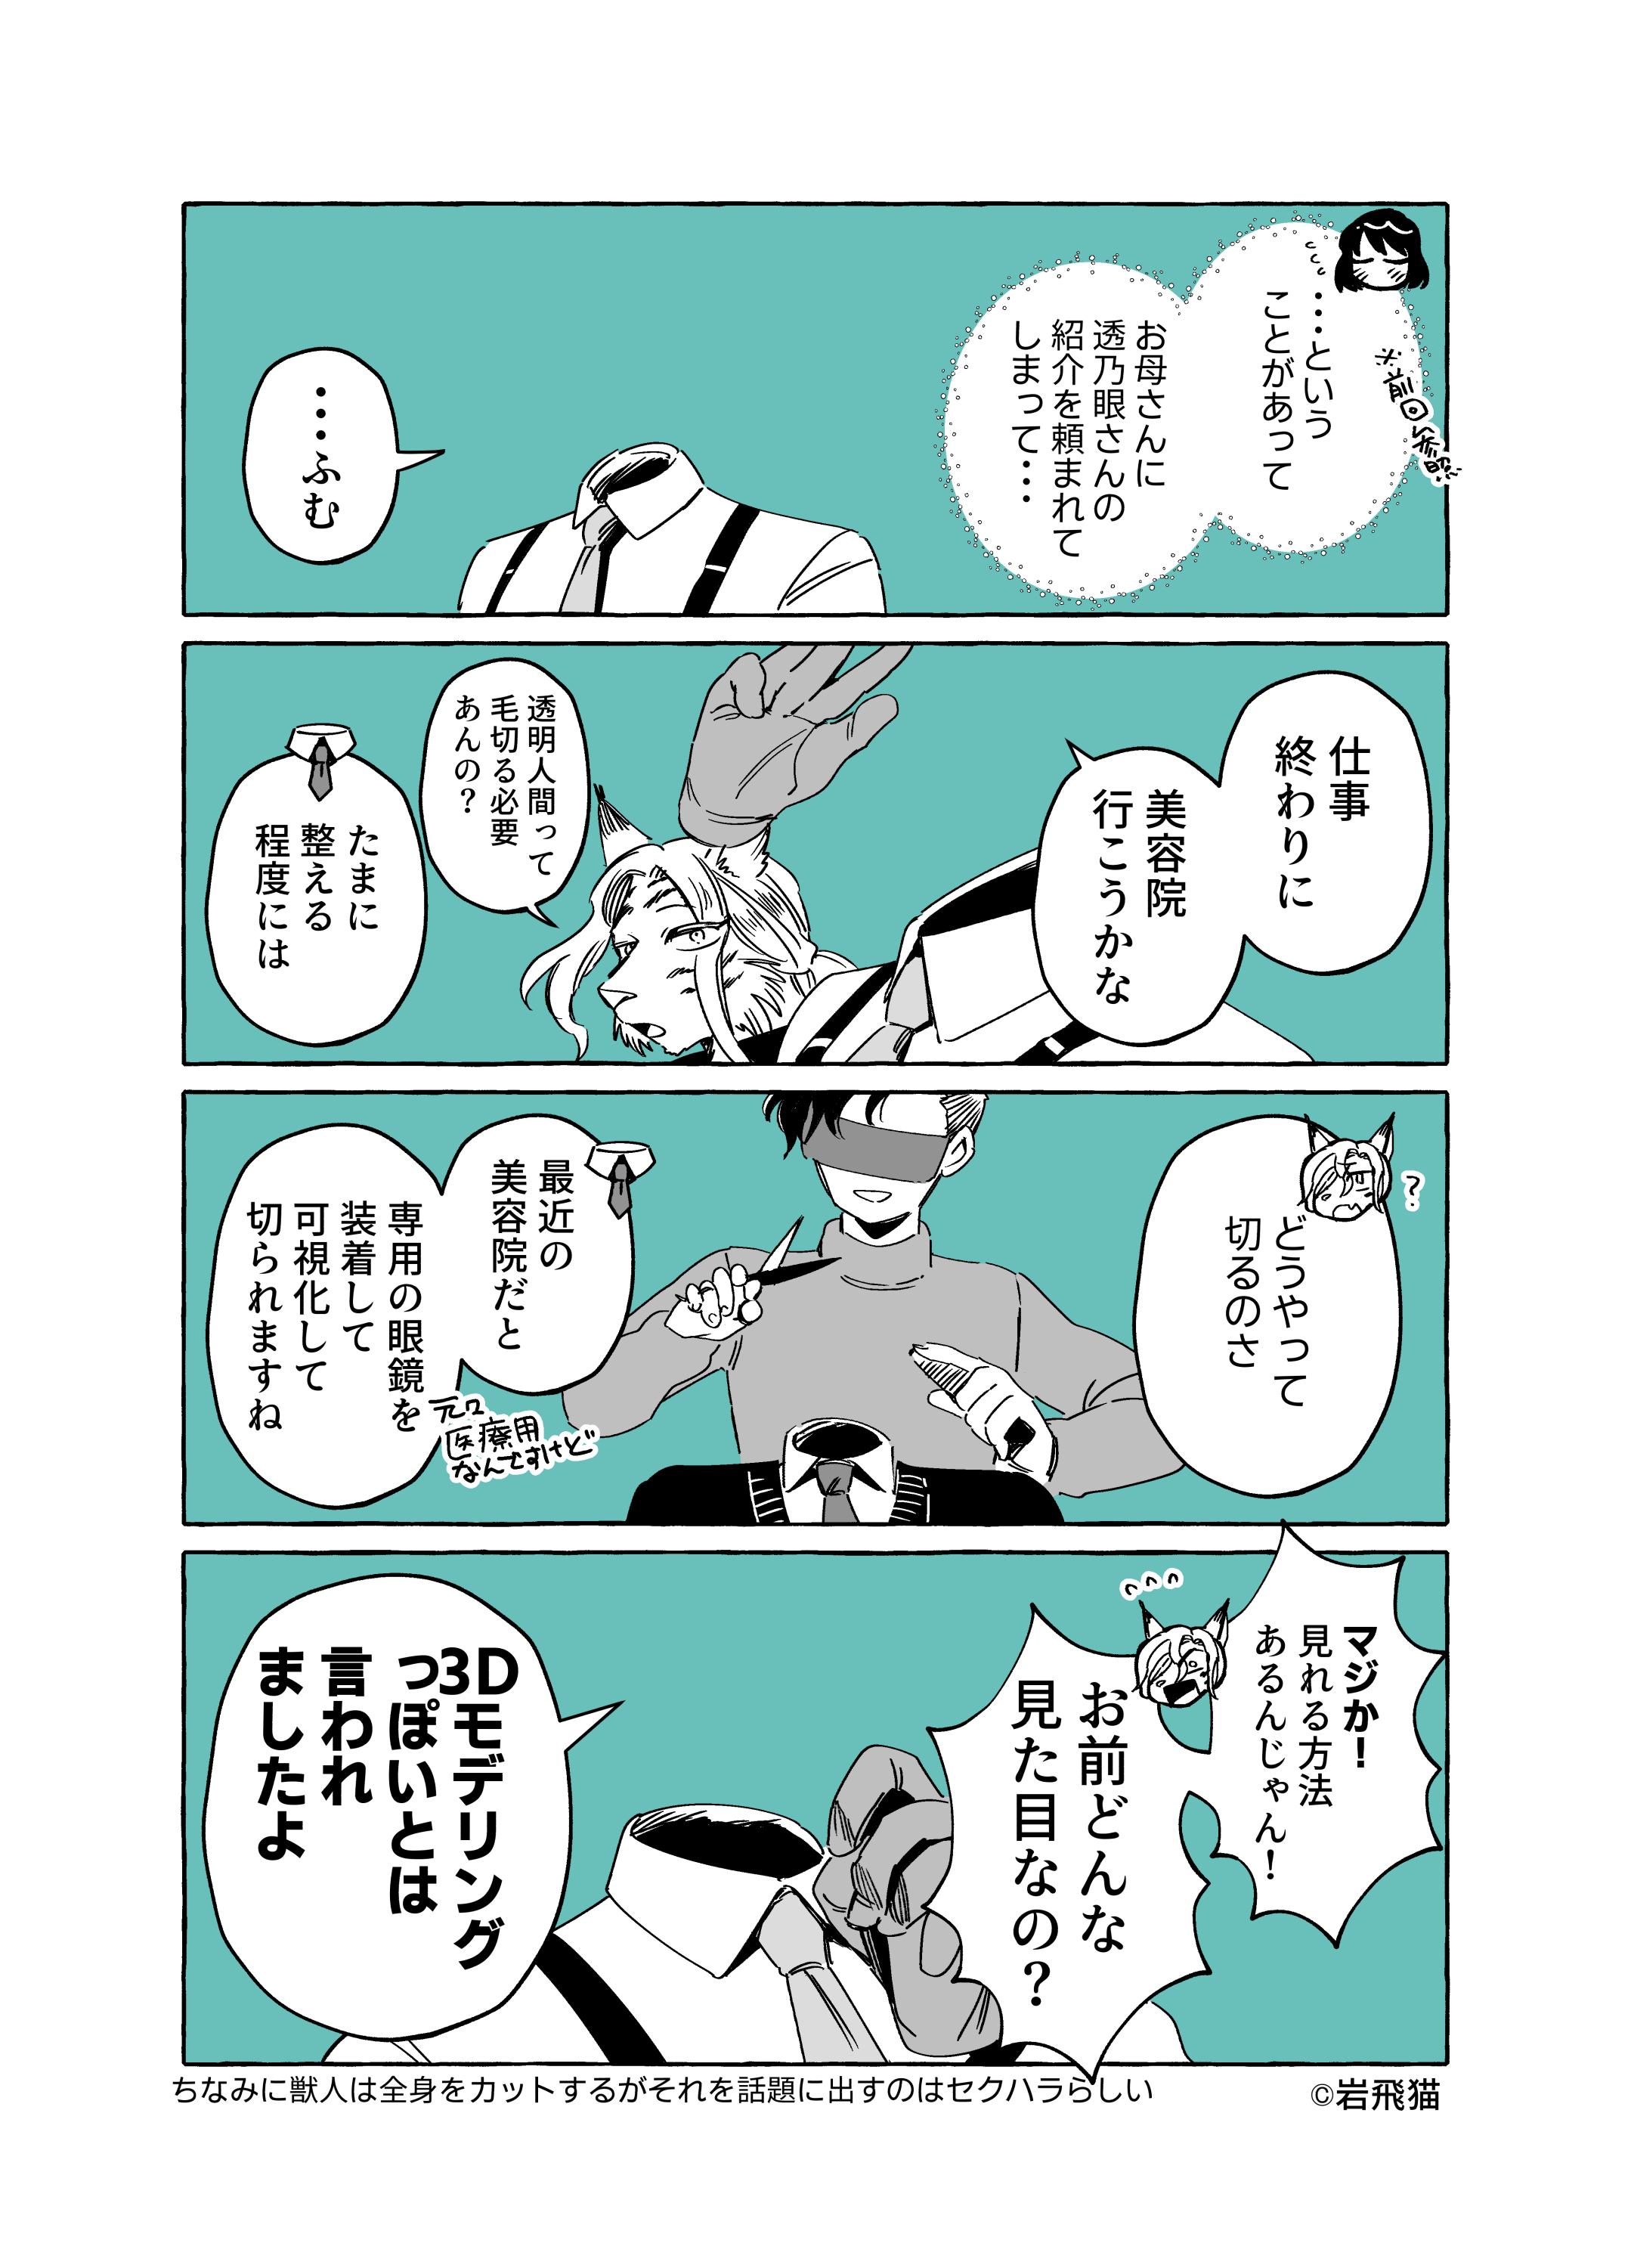 …という
ことがあって
※前回参照
お母さんに
透乃眼さんの
紹介を頼まれて
しまって…
……ふむ
仕事
終わりに
美容院
行こうかな
透明人間って
毛切る必要
あんの？
たまに
整える
程度には
どうやって
切るのさ
?
最近の
美容院だと
専用の眼鏡を
装着して
可視化して
切られますね
元々
医療用
なんですけど
マジか！
見れる方法
あるんじゃん！
お前どんな
見た目なの？
3Dモデリング
っぽいとは
言われ
ましたよ
ちなみに獣人は全身をカットするがそれを話題に出すのはセクハラらしい
©岩飛猫